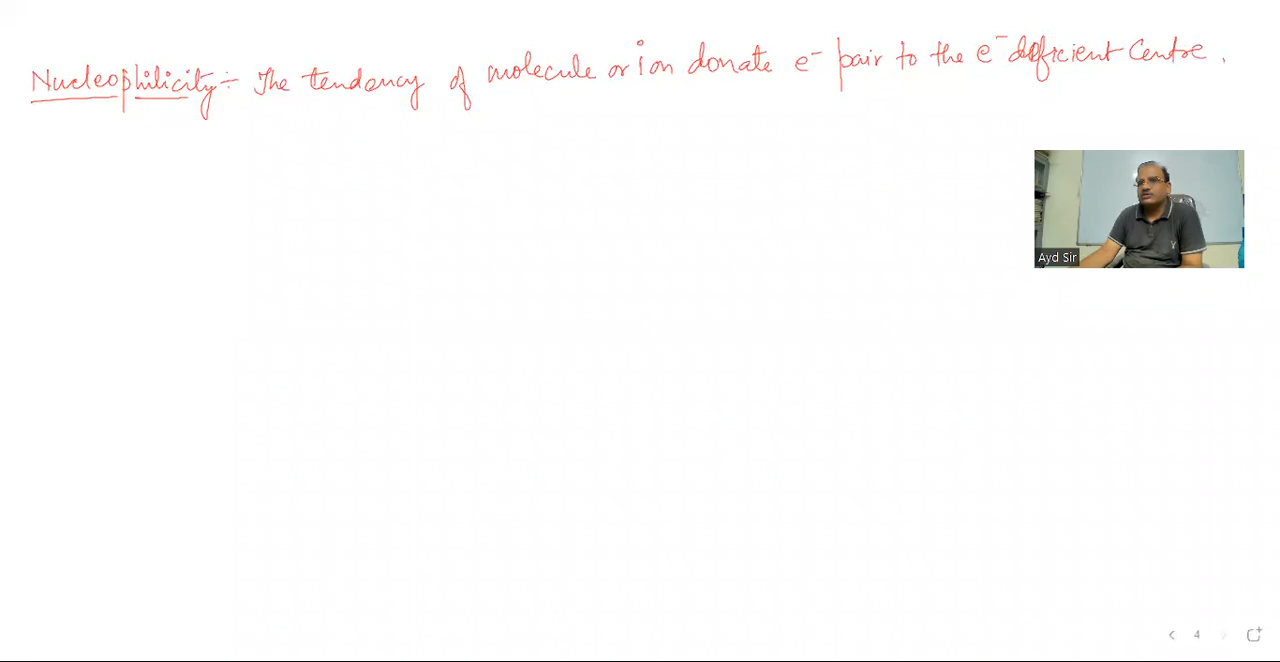 Nucleophilicity :- The tendency of molecule or ion donate e⁻ pair to the e⁻ deficient Centre.
Ayd Sir
< 4 >